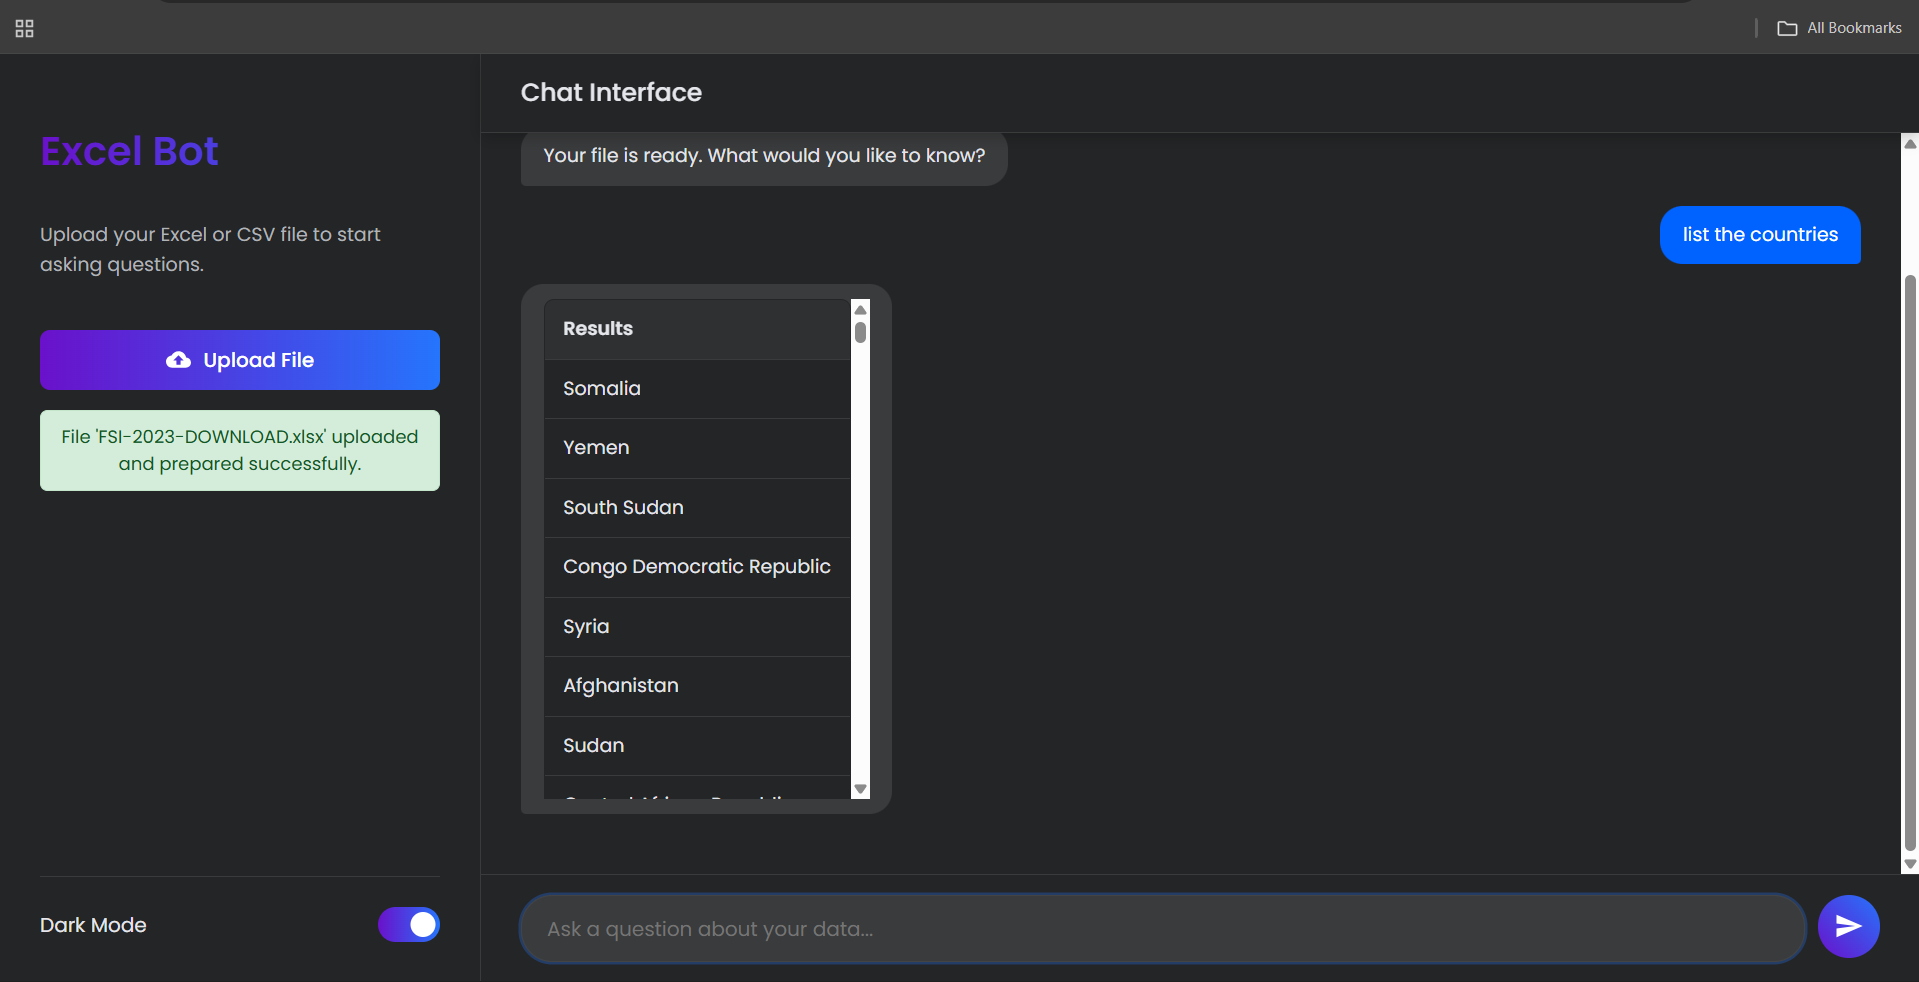 All Bookmarks
Excel Bot
Upload your Excel or CSV file to start
asking questions.
Upload File
File 'FSI-2023-DOWNLOAD.xlsx' uploaded
and prepared successfully.
Dark Mode
Chat Interface
Your file is ready. What would you like to know?
list the countries
Results
Somalia
Yemen
South Sudan
Congo Democratic Republic
Syria
Afghanistan
Sudan
Ask a question about your data...